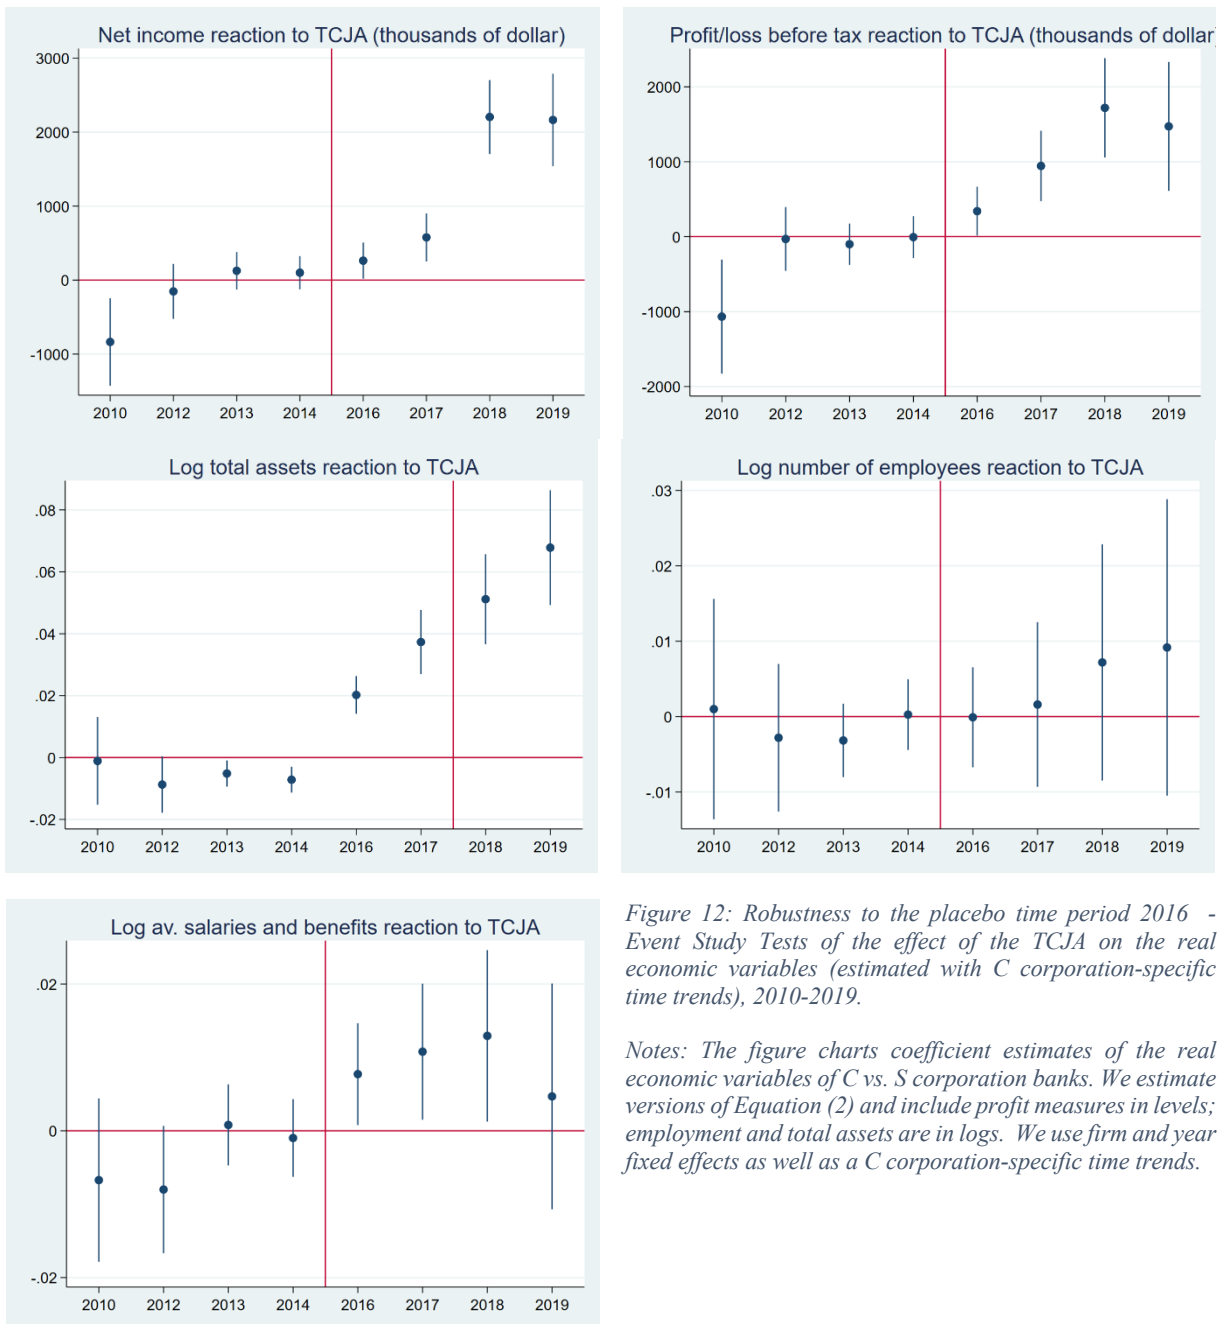 Net income reaction to TCJA (thousands of dollar)
3000
2000
1000
0
-1000
2010 2012 2013 2014 2016 2017 2018 2019
Profit/loss before tax reaction to TCJA (thousands of dollar)
2000
1000
0
-1000
-2000
2010 2012 2013 2014 2016 2017 2018 2019
Log total assets reaction to TCJA
.08
.06
.04
.02
0
-.02
2010 2012 2013 2014 2016 2017 2018 2019
Log number of employees reaction to TCJA
.03
.02
.01
0
-.01
2010 2012 2013 2014 2016 2017 2018 2019
Log av. salaries and benefits reaction to TCJA
.02
0
-.02
2010 2012 2013 2014 2016 2017 2018 2019
Figure 12: Robustness to the placebo time period 2016 -
Event Study Tests of the effect of the TCJA on the real
economic variables (estimated with C corporation-specific
time trends), 2010-2019.
Notes: The figure charts coefficient estimates of the real
economic variables of C vs. S corporation banks. We estimate
versions of Equation (2) and include profit measures in levels;
employment and total assets are in logs. We use firm and year
fixed effects as well as a C corporation-specific time trends.